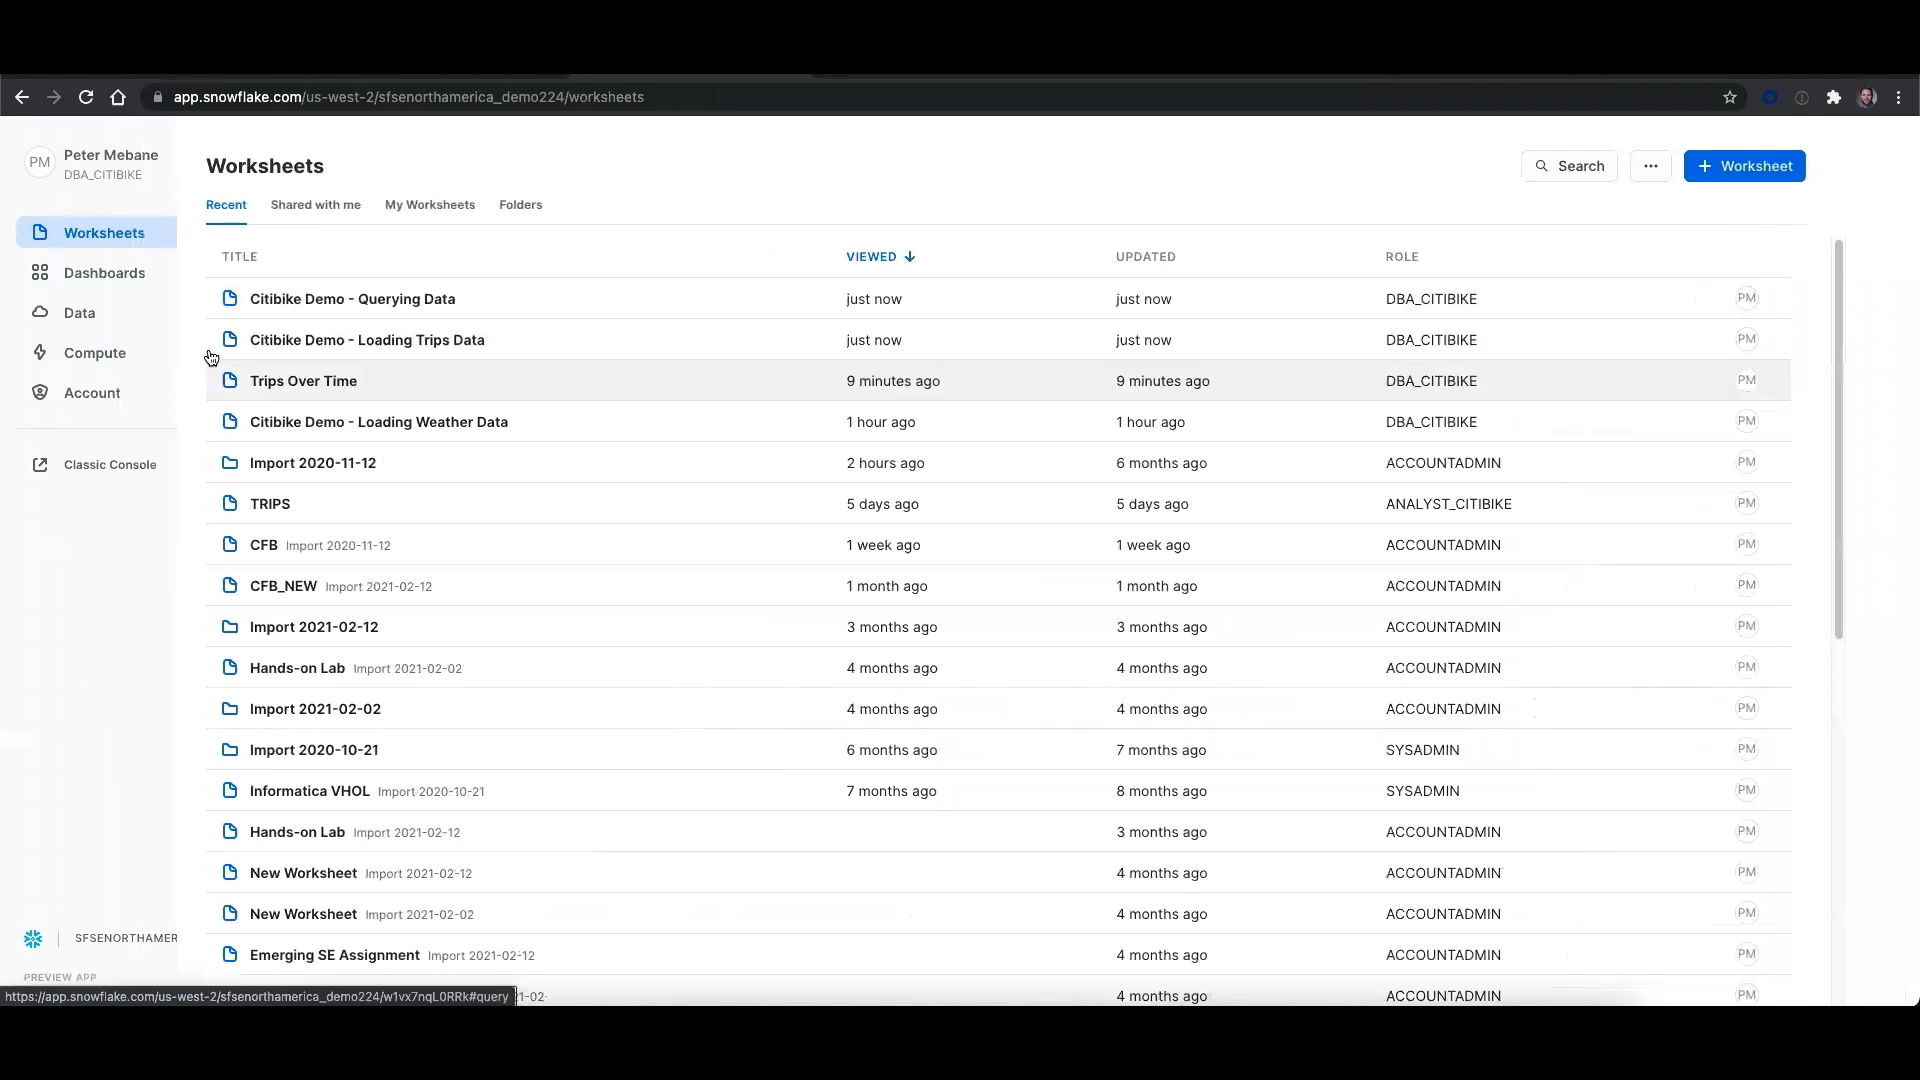 app.snowflake.com/us-west-2/sfsenorthamerica_demo224/worksheets
PM
Peter Mebane
DBA_CITIBIKE
Worksheets
Dashboards
Data
Compute
Account
Classic Console
SFSENORTHAMER
PREVIEW APP
Worksheets
Search
+ Worksheet
Recent Shared with me My Worksheets Folders
TITLE VIEWED ↓ UPDATED ROLE
Citibike Demo - Querying Data just now just now DBA_CITIBIKE PM
Citibike Demo - Loading Trips Data just now just now DBA_CITIBIKE PM
Trips Over Time 9 minutes ago 9 minutes ago DBA_CITIBIKE PM
Citibike Demo - Loading Weather Data 1 hour ago 1 hour ago DBA_CITIBIKE PM
Import 2020-11-12 2 hours ago 6 months ago ACCOUNTADMIN PM
TRIPS 5 days ago 5 days ago ANALYST_CITIBIKE PM
CFB Import 2020-11-12 1 week ago 1 week ago ACCOUNTADMIN PM
CFB_NEW Import 2021-02-12 1 month ago 1 month ago ACCOUNTADMIN PM
Import 2021-02-12 3 months ago 3 months ago ACCOUNTADMIN PM
Hands-on Lab Import 2021-02-02 4 months ago 4 months ago ACCOUNTADMIN PM
Import 2021-02-02 4 months ago 4 months ago ACCOUNTADMIN PM
Import 2020-10-21 6 months ago 7 months ago SYSADMIN PM
Informatica VHOL Import 2020-10-21 7 months ago 8 months ago SYSADMIN PM
Hands-on Lab Import 2021-02-12 3 months ago ACCOUNTADMIN PM
New Worksheet Import 2021-02-12 4 months ago ACCOUNTADMIN PM
New Worksheet Import 2021-02-02 4 months ago ACCOUNTADMIN PM
Emerging SE Assignment Import 2021-02-12 4 months ago ACCOUNTADMIN PM
1-02- 4 months ago ACCOUNTADMIN PM
https://app.snowflake.com/us-west-2/sfsenorthamerica_demo224/w1vx7nqL0RRk#query